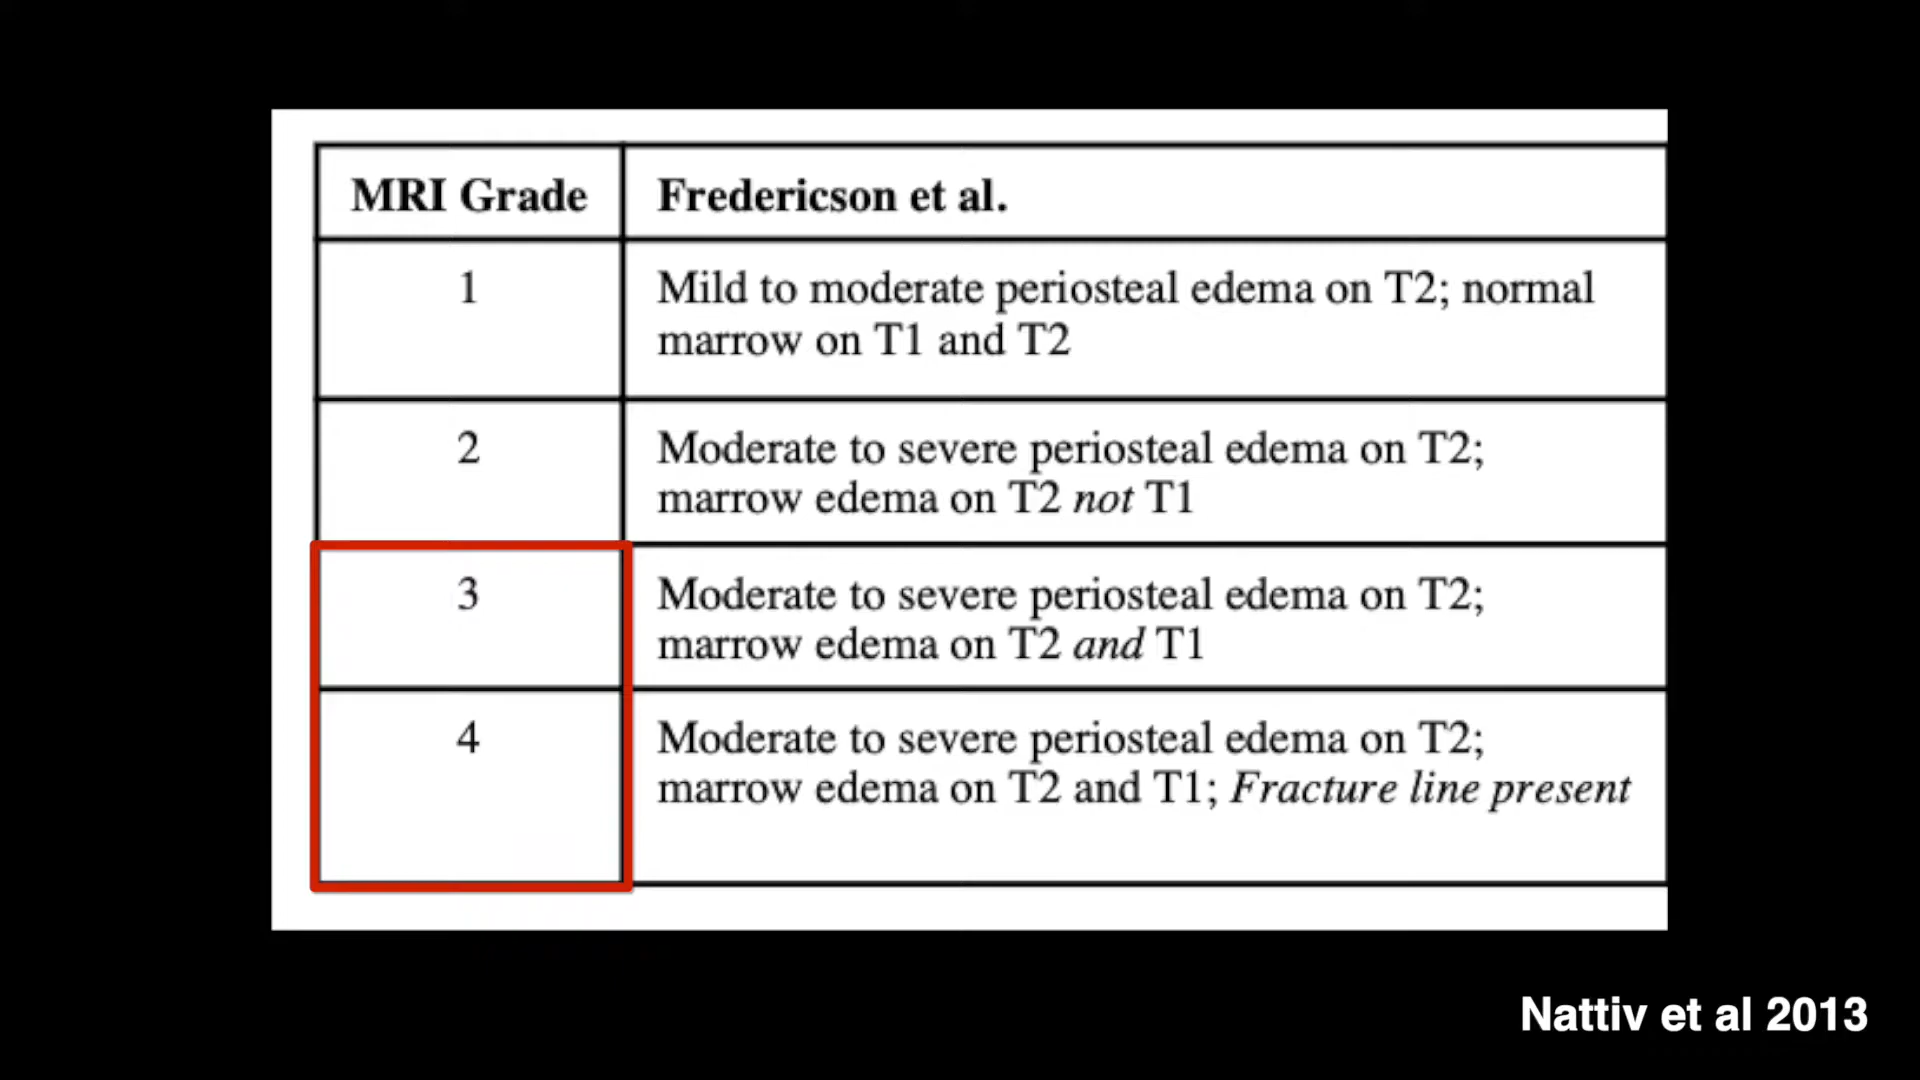 MRI Grade
Fredericson et al.
1
Mild to moderate periosteal edema on T2; normal
marrow on T1 and T2
2
Moderate to severe periosteal edema on T2;
marrow edema on T2 not T1
3
Moderate to severe periosteal edema on T2;
marrow edema on T2 and T1
4
Moderate to severe periosteal edema on T2;
marrow edema on T2 and T1; Fracture line present
Nattiv et al 2013